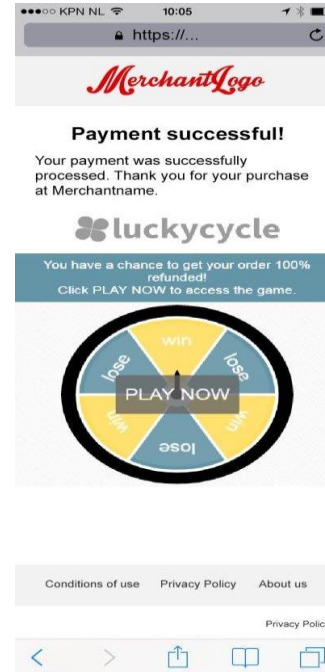 KPN NL 10:05
https://...
MerchantLogo
Payment successful!
Your payment was successfully
processed. Thank you for your purchase
at Merchantname.
luckycycle
You have a chance to get your order 100%
refunded!
Click PLAY NOW to access the game.
win
lose
lose
PLAY NOW
win
win
lose
Conditions of use Privacy Policy About us
Privacy Polic